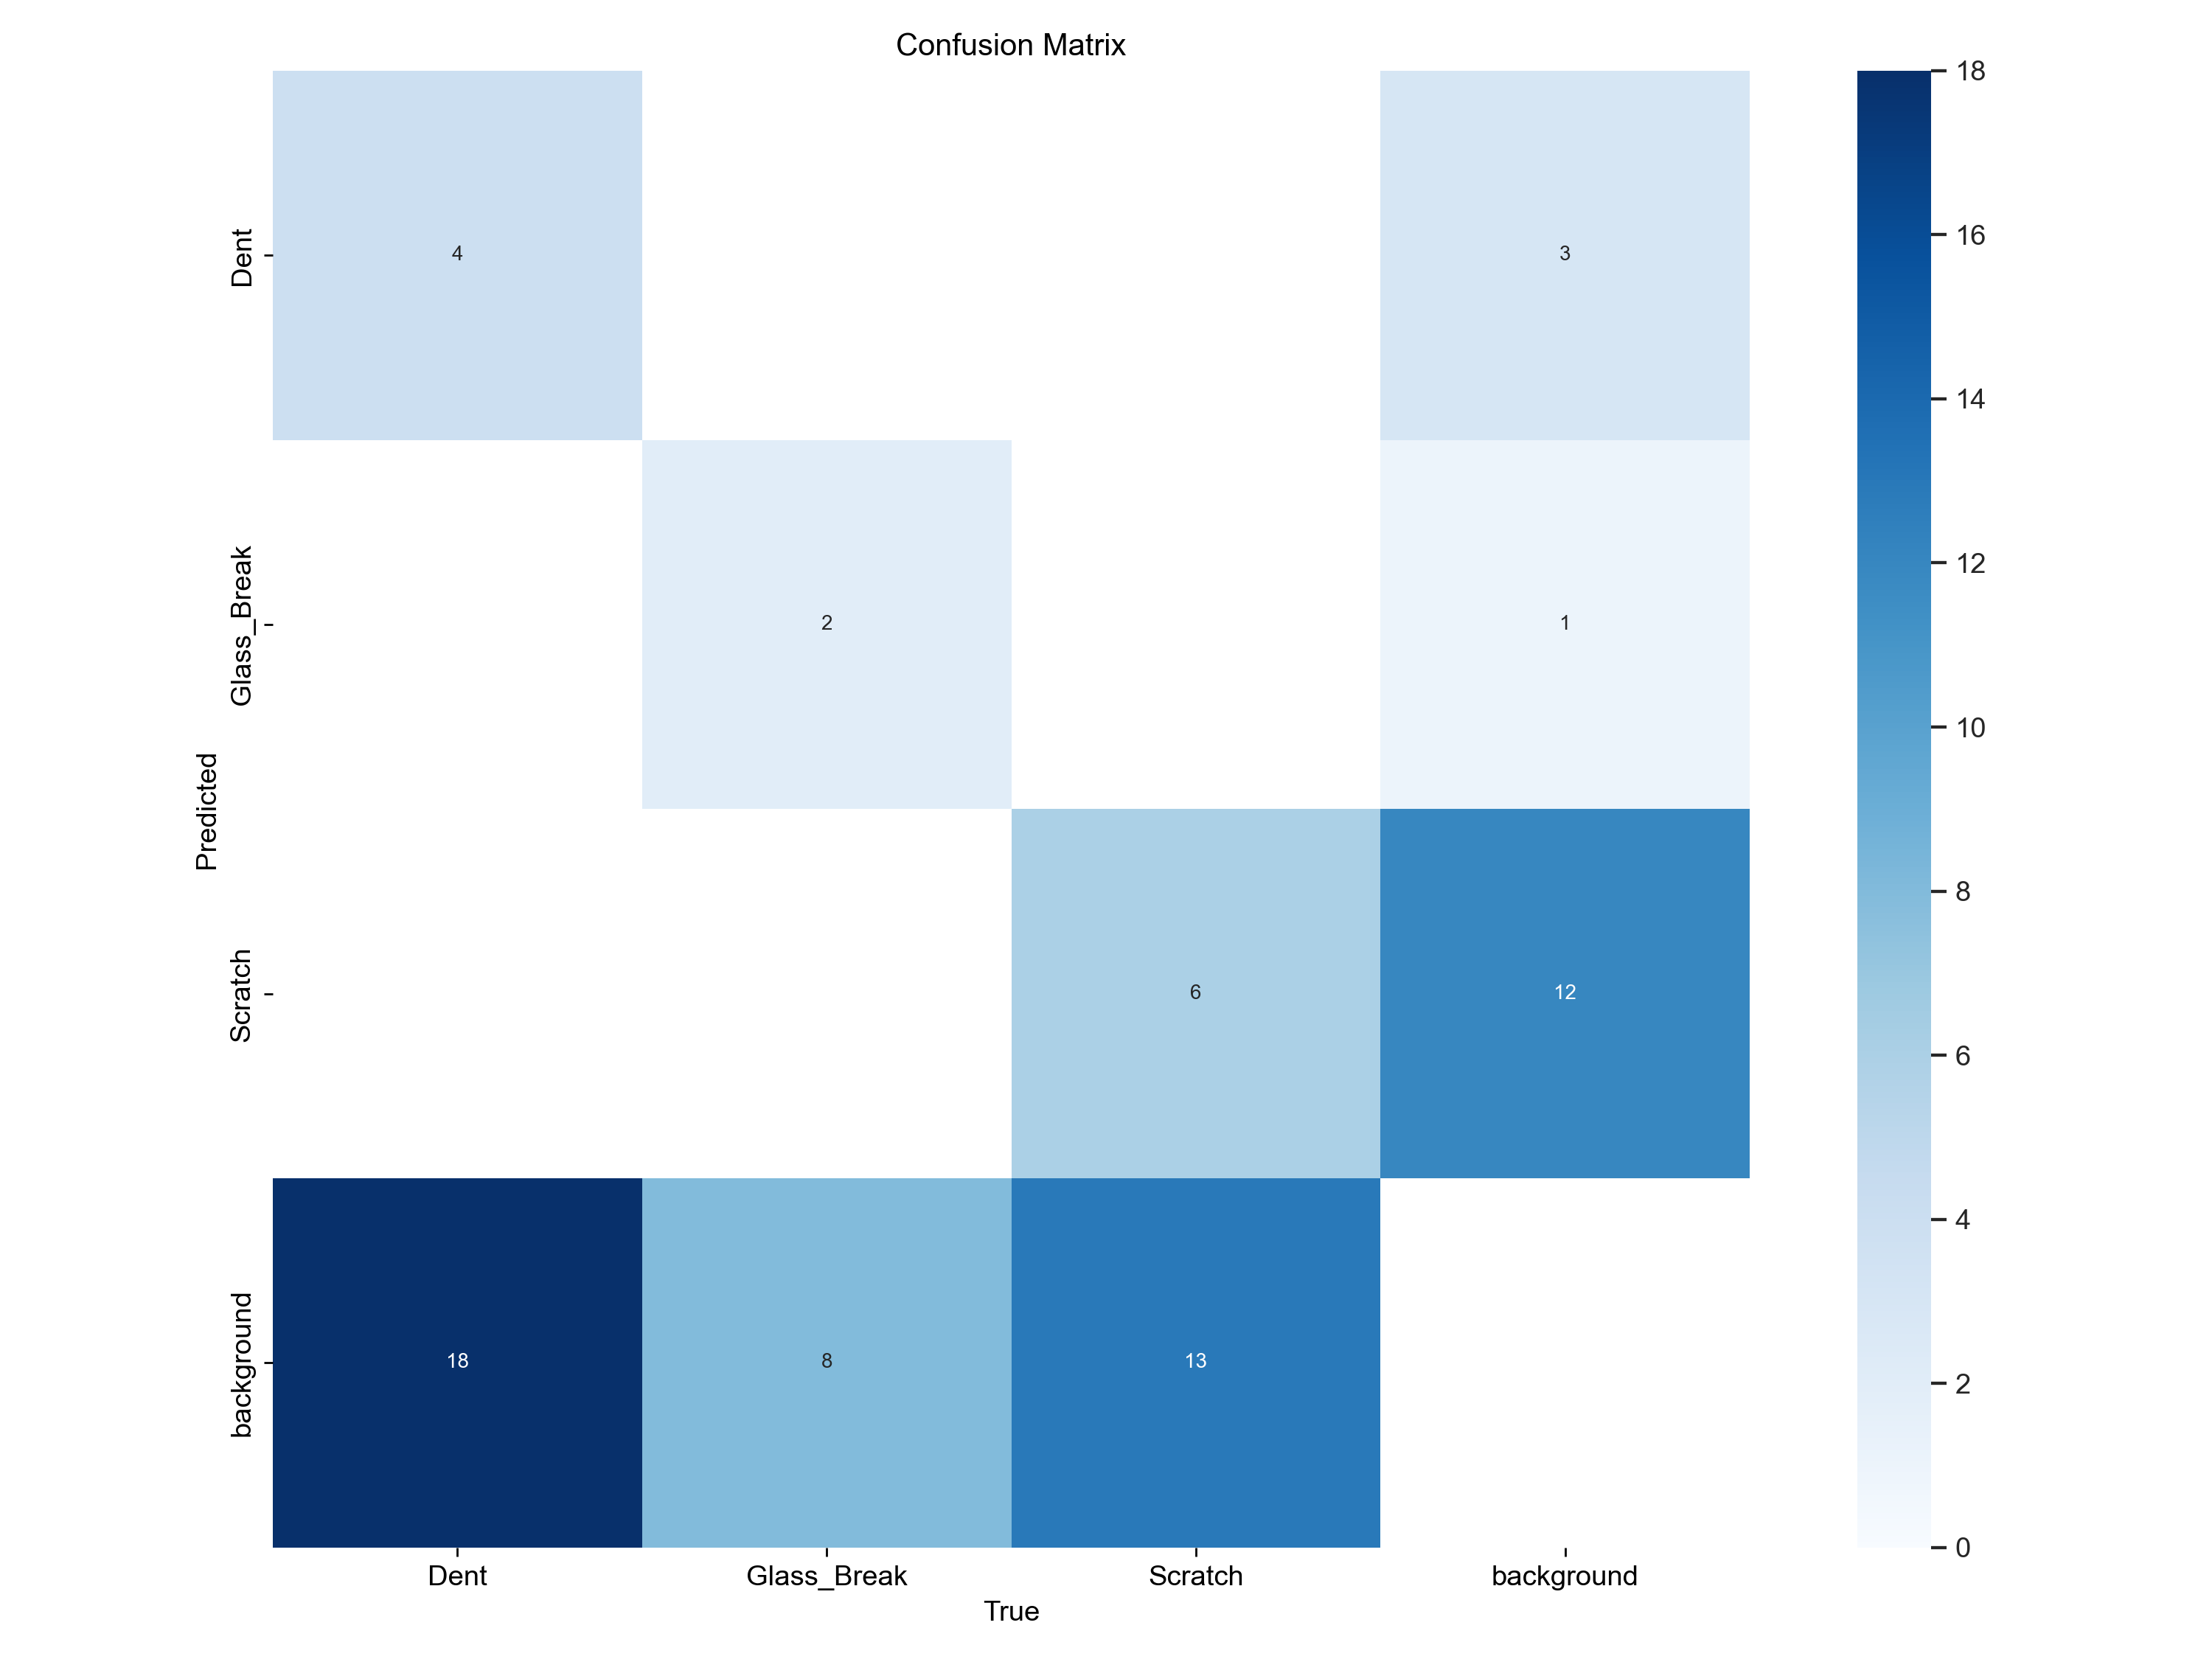 Confusion Matrix
18
16
14
12
10
8
6
4
2
0
Predicted
Dent
4
3
Glass_Break
2
1
Scratch
6
12
background
18
8
13
Dent
Glass_Break
Scratch
background
True